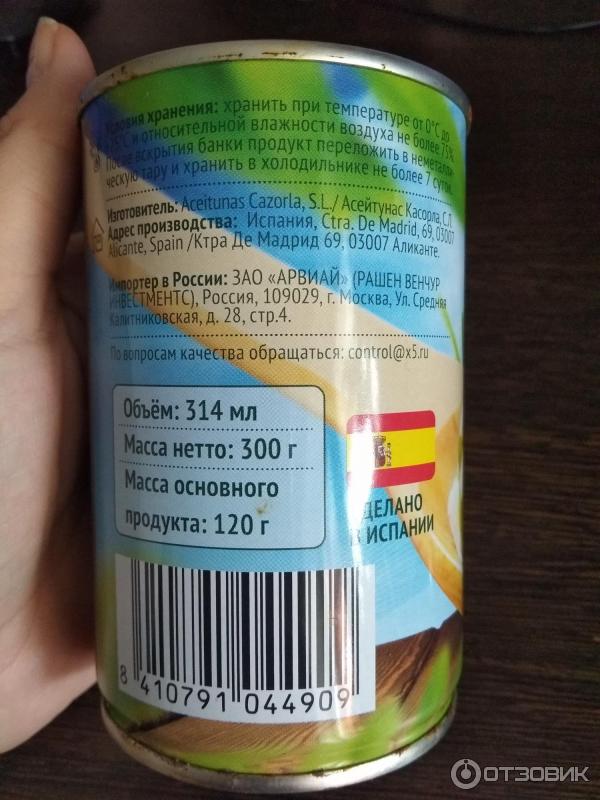 Условия хранения: хранить при температуре от 0°C до
+25°C и относительной влажности воздуха не более 75%.
После вскрытия банки продукт переложить в неметалли-
ческую тару и хранить в холодильнике не более 7 суток.
Изготовитель: Aceitunas Cazorla, S.L./ Асейтунас Касорла,С.Л.
Адрес производства: Испания, Ctra. De Madrid, 69, 03007
Alicante, Spain /Ктра Де Мадрид 69, 03007 Аликанте.
Импортер в России: ЗАО «АРВИАЙ» (РАШЕН ВЕНЧУР
ИНВЕСТМЕНТС), Россия, 109029, г. Москва, Ул. Средняя
Калитниковская, д. 28, стр.4.
По вопросам качества обращаться: control@x5.ru
Объём: 314 мл
Масса нетто: 300 г
Масса основного
продукта: 120 г
СДЕЛАНО
В ИСПАНИИ
8 410791 044909
ОТЗОВИК